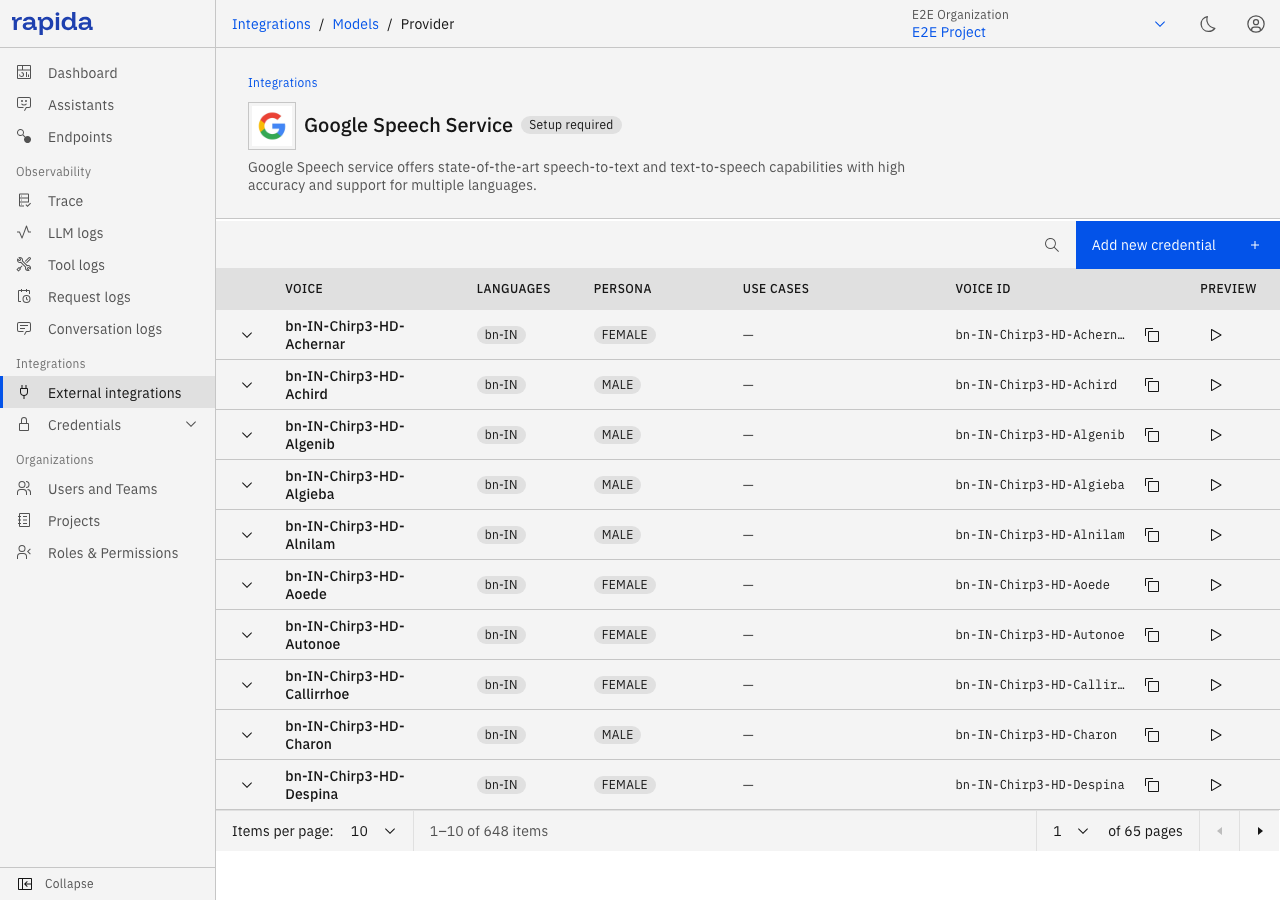 rapida
Integrations / Models / Provider
E2E Organization
E2E Project
Dashboard
Assistants
Endpoints
Observability
Trace
LLM logs
Tool logs
Request logs
Conversation logs
Integrations
External integrations
Credentials
Organizations
Users and Teams
Projects
Roles & Permissions
Collapse
Integrations
Google Speech Service Setup required
Google Speech service offers state-of-the-art speech-to-text and text-to-speech capabilities with high
accuracy and support for multiple languages.
Add new credential +
VOICE LANGUAGES PERSONA USE CASES VOICE ID PREVIEW
bn-IN-Chirp3-HD-
Achernar bn-IN FEMALE — bn-IN-Chirp3-HD-Achern…
bn-IN-Chirp3-HD-
Achird bn-IN MALE — bn-IN-Chirp3-HD-Achird
bn-IN-Chirp3-HD-
Algenib bn-IN MALE — bn-IN-Chirp3-HD-Algenib
bn-IN-Chirp3-HD-
Algieba bn-IN MALE — bn-IN-Chirp3-HD-Algieba
bn-IN-Chirp3-HD-
Alnilam bn-IN MALE — bn-IN-Chirp3-HD-Alnilam
bn-IN-Chirp3-HD-
Aoede bn-IN FEMALE — bn-IN-Chirp3-HD-Aoede
bn-IN-Chirp3-HD-
Autonoe bn-IN FEMALE — bn-IN-Chirp3-HD-Autonoe
bn-IN-Chirp3-HD-
Callirrhoe bn-IN FEMALE — bn-IN-Chirp3-HD-Callir…
bn-IN-Chirp3-HD-
Charon bn-IN MALE — bn-IN-Chirp3-HD-Charon
bn-IN-Chirp3-HD-
Despina bn-IN FEMALE — bn-IN-Chirp3-HD-Despina
Items per page: 10 1–10 of 648 items 1 of 65 pages